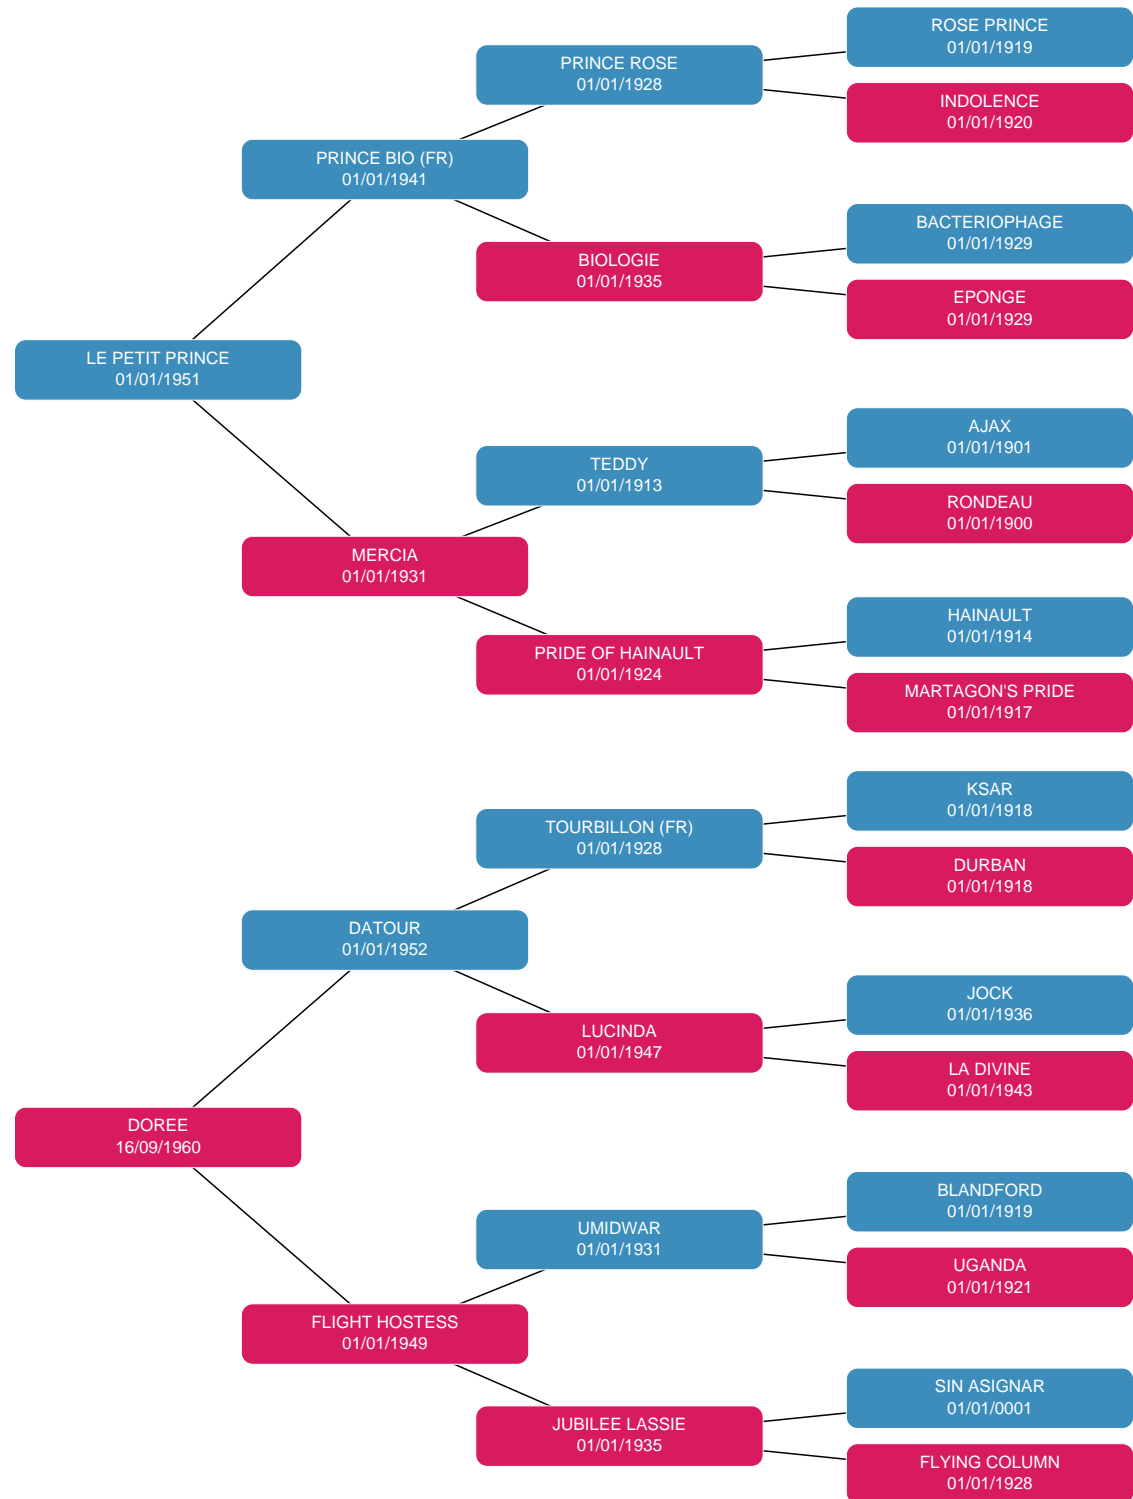 ROSE PRINCE
01/01/1919
PRINCE ROSE
01/01/1928
INDOLENCE
01/01/1920
PRINCE BIO (FR)
01/01/1941
BACTERIOPHAGE
01/01/1929
BIOLOGIE
01/01/1935
EPONGE
01/01/1929
LE PETIT PRINCE
01/01/1951
AJAX
01/01/1901
TEDDY
01/01/1913
RONDEAU
01/01/1900
MERCIA
01/01/1931
HAINAULT
01/01/1914
PRIDE OF HAINAULT
01/01/1924
MARTAGON'S PRIDE
01/01/1917
KSAR
01/01/1918
TOURBILLON (FR)
01/01/1928
DURBAN
01/01/1918
DATOUR
01/01/1952
JOCK
01/01/1936
LUCINDA
01/01/1947
LA DIVINE
01/01/1943
DOREE
16/09/1960
BLANDFORD
01/01/1919
UMIDWAR
01/01/1931
UGANDA
01/01/1921
FLIGHT HOSTESS
01/01/1949
SIN ASIGNAR
01/01/0001
JUBILEE LASSIE
01/01/1935
FLYING COLUMN
01/01/1928